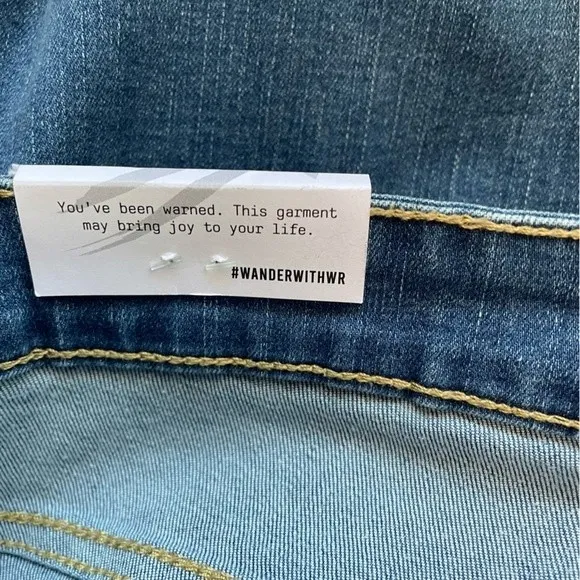 You've been warned. This garment
may bring joy to your life.
#WANDERWITHWR